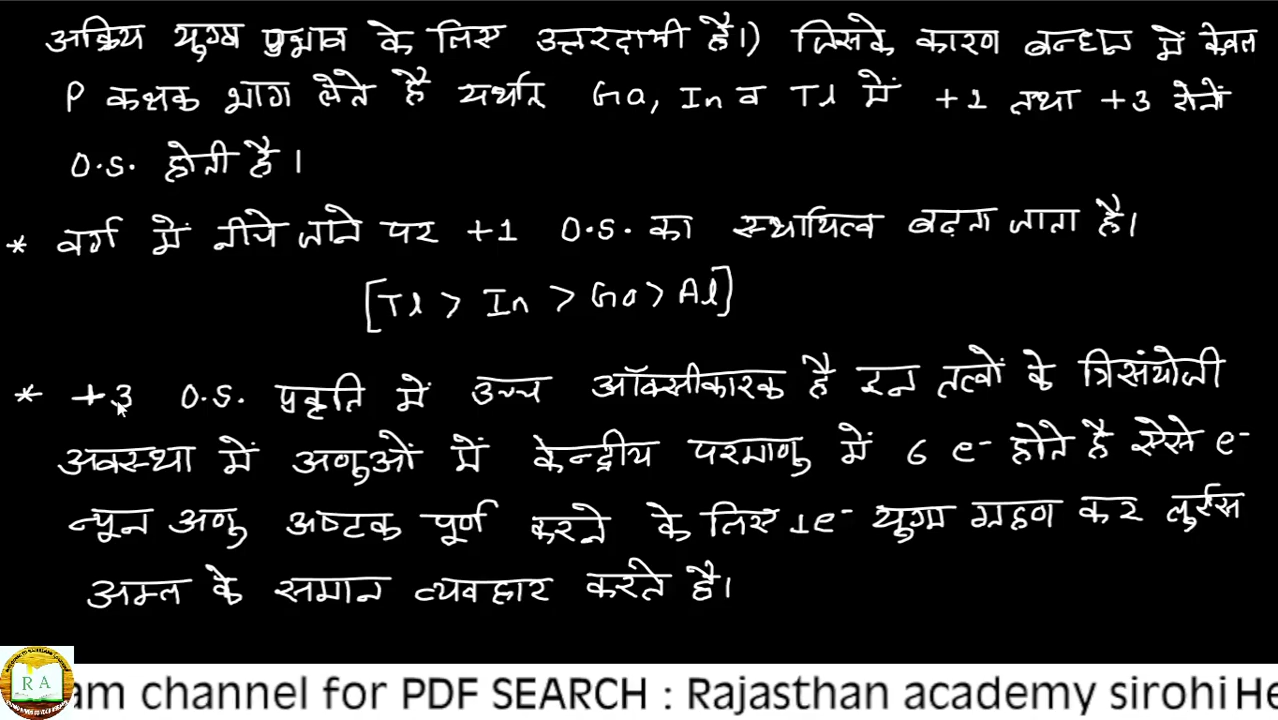 अक्रिय युग्म प्रभाव के लिए उत्तरदायी है।) जिसके कारण बन्धन में केवल
P कक्षक भाग लेते है यर्थात Ga, In व Tl में +1 तथा +3 दोनों
O.S. होती है।
* वर्ग में नीचे जाने पर +1 O.S. का स्थायित्व बढ़ता जाता है।
[Tl > In > Ga > Al]
* +3 O.S. प्रकृति में उच्च ऑक्सीकारक है इन तत्वों के त्रिसंयोजी
अवस्था में अणुओं में केन्द्रीय परमाणु में 6 e⁻ होते है ऐसे e⁻
न्यून अणु अष्टक पूर्ण करने के लिए 1e⁻ युग्म ग्रहण कर लुईस
अम्ल के समान व्यवहार करते है।
RA
am channel for PDF SEARCH : Rajasthan academy sirohi He